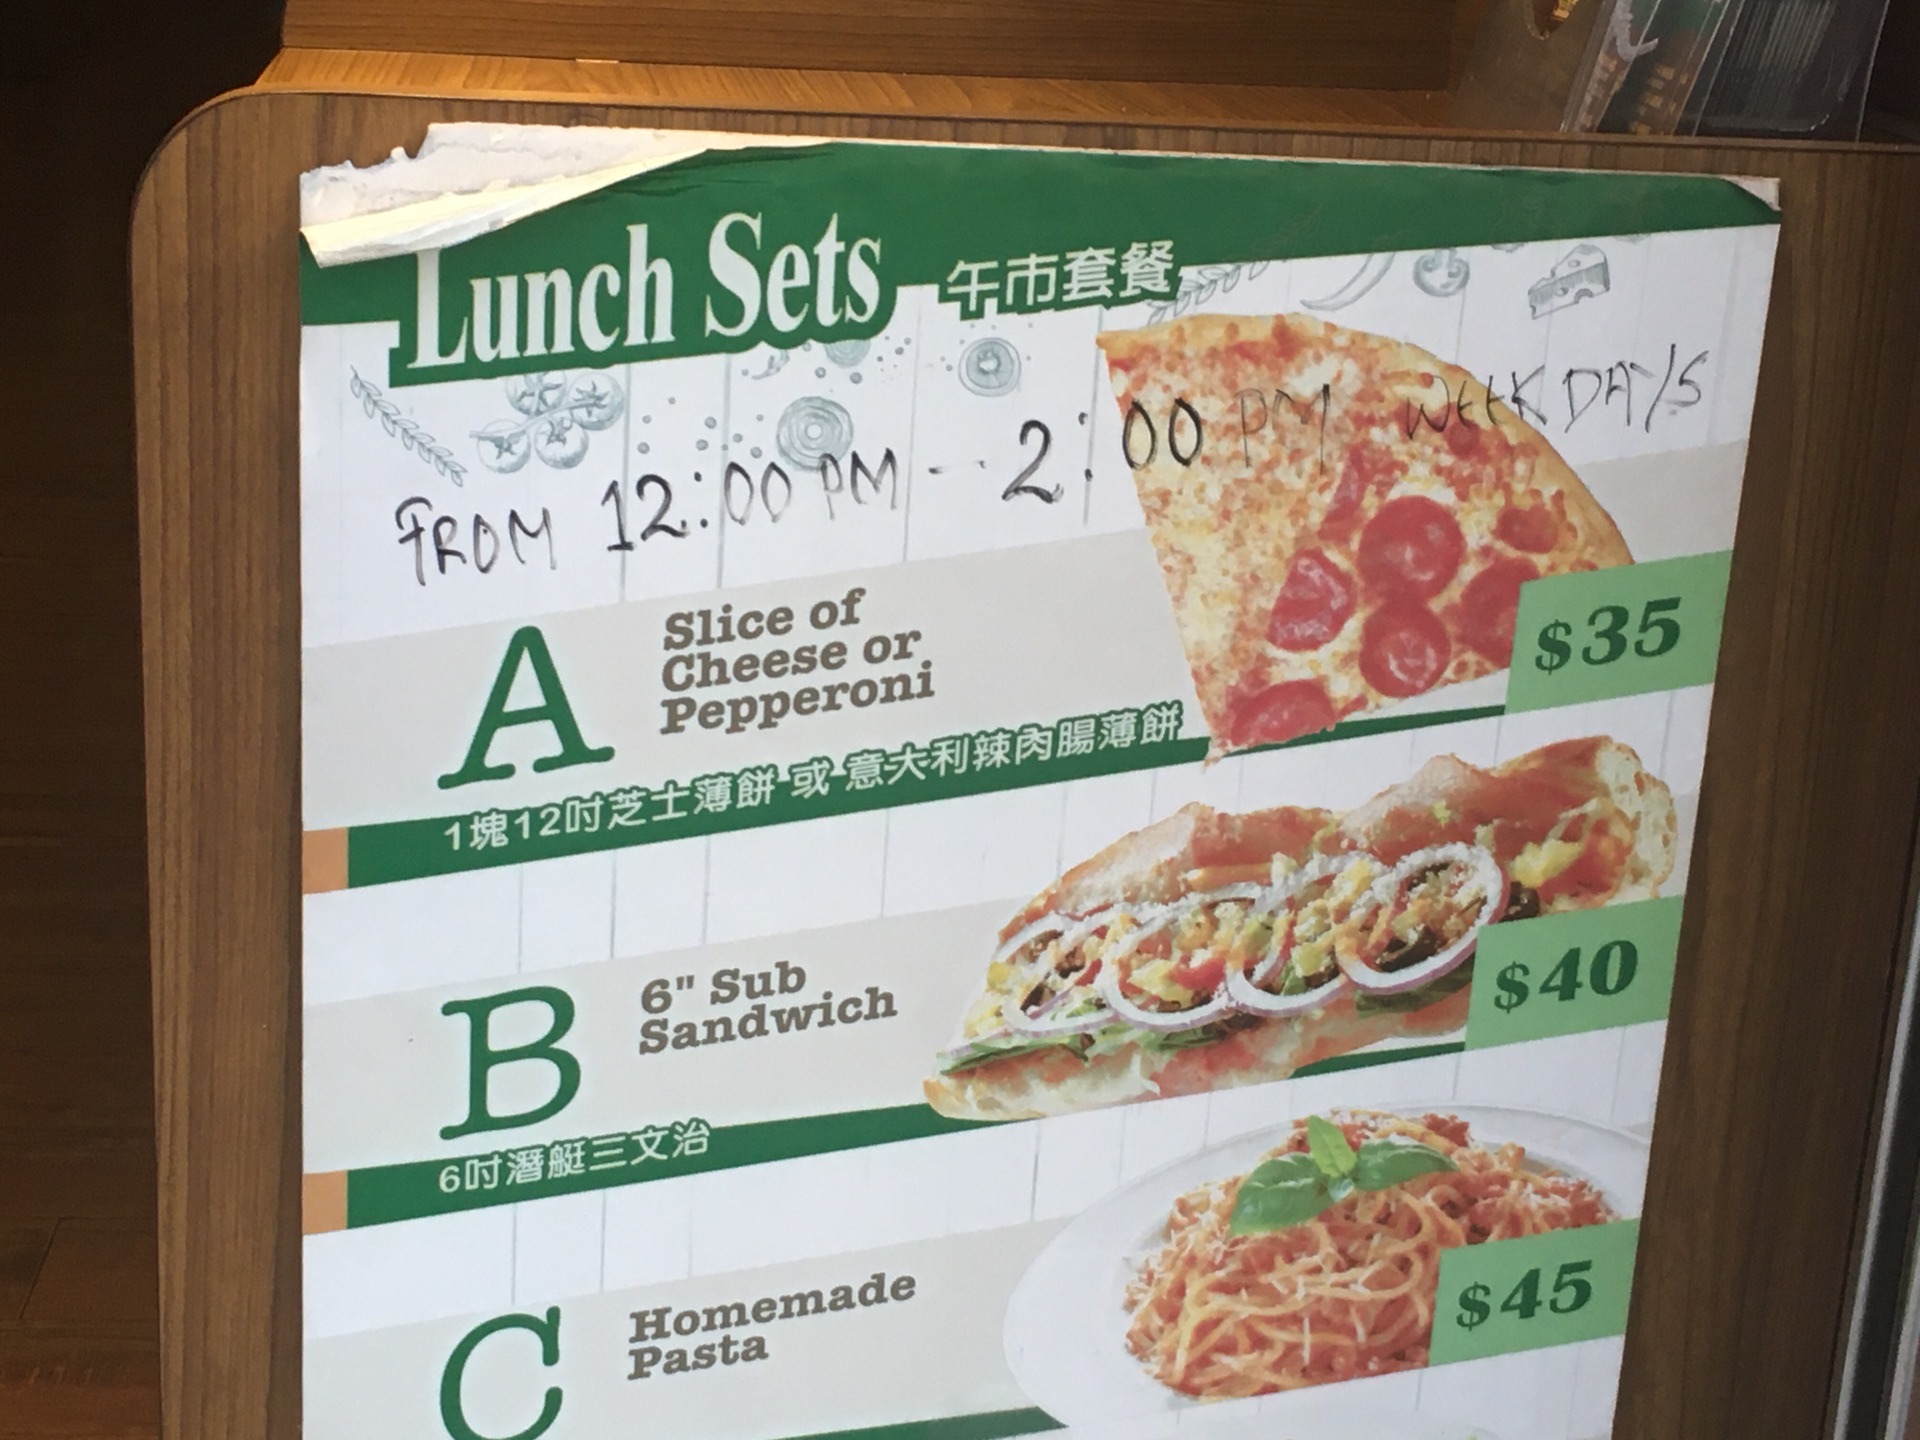 Lunch Sets 午市套餐
FROM 12:00 PM -- 2:00 PM WEEKDAYS
A
Slice of
Cheese or
Pepperoni
$35
1塊12吋芝士薄餅 或 意大利辣肉腸薄餅
B
6" Sub
Sandwich
$40
6吋潛艇三文治
C
Homemade
Pasta
$45